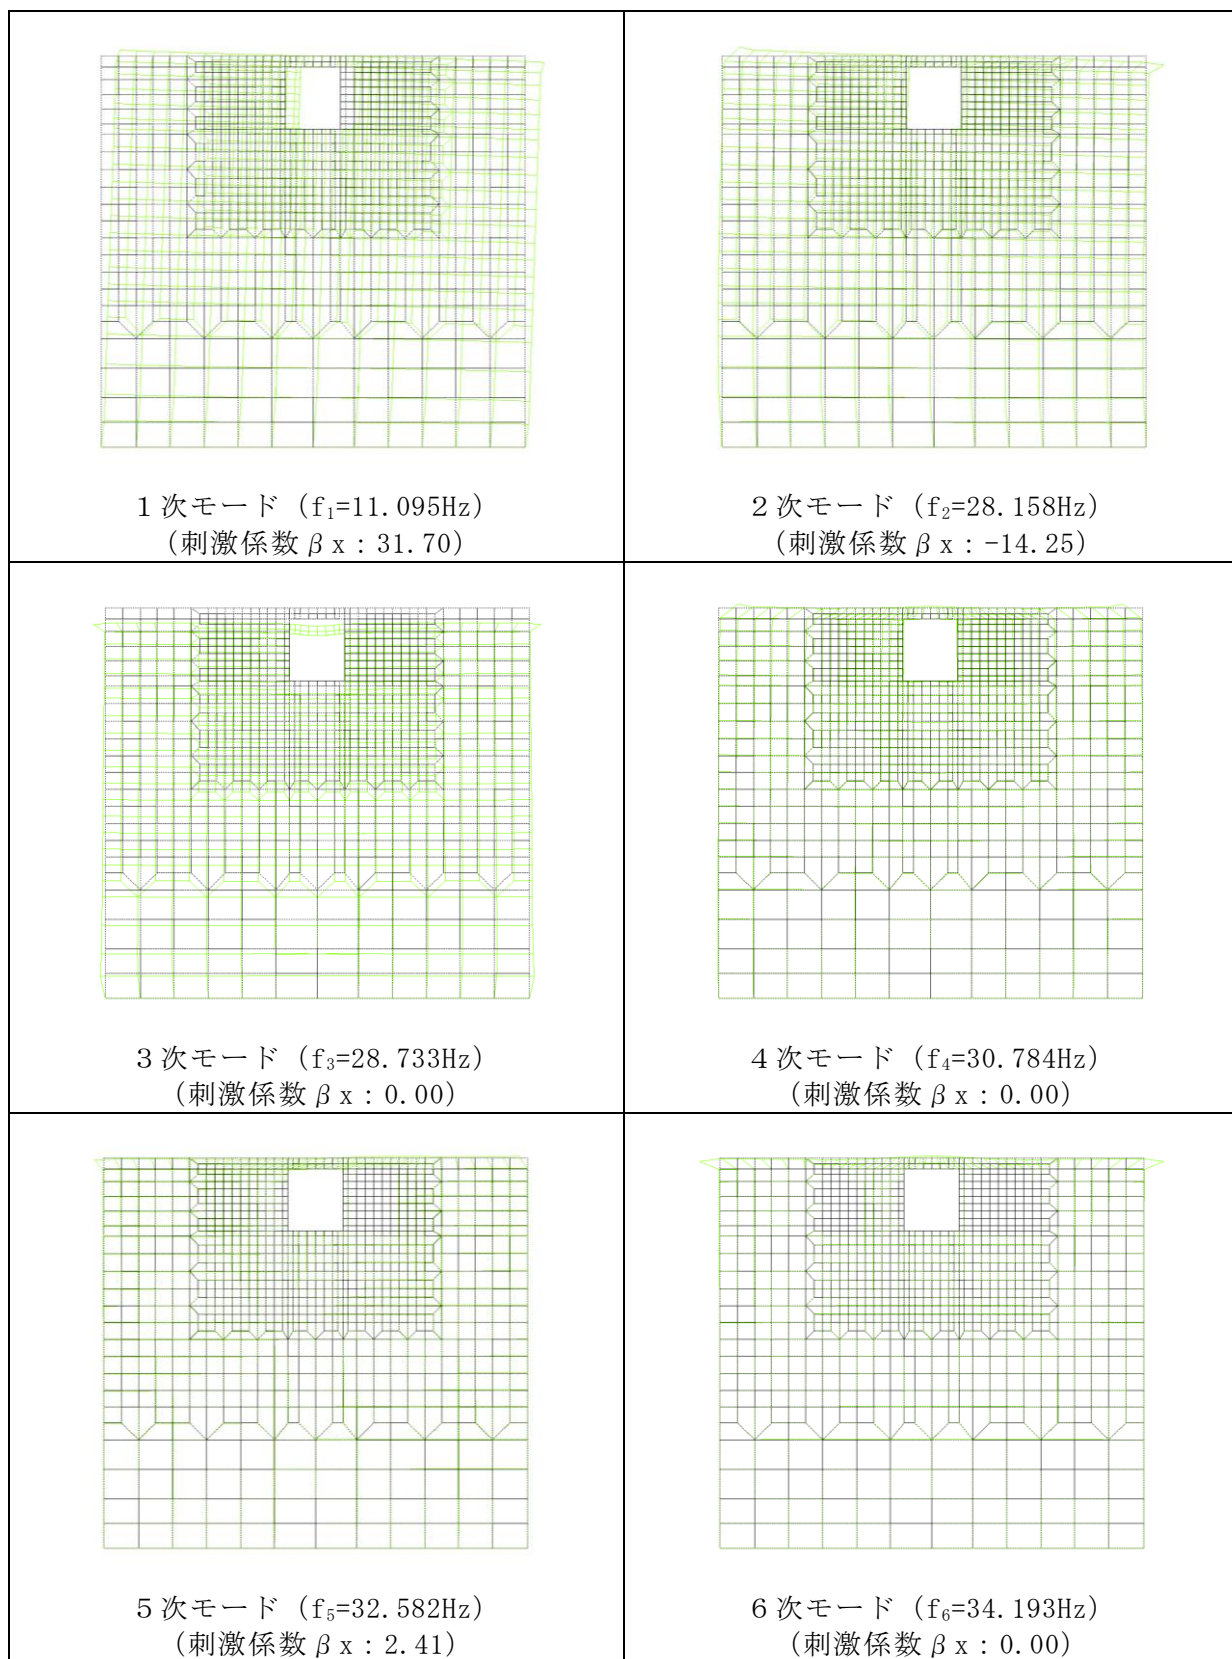 1次モード（f₁=11.095Hz）
（刺激係数βx：31.70）
2次モード（f₂=28.158Hz）
（刺激係数βx：-14.25）
3次モード（f₃=28.733Hz）
（刺激係数βx：0.00）
4次モード（f₄=30.784Hz）
（刺激係数βx：0.00）
5次モード（f₅=32.582Hz）
（刺激係数βx：2.41）
6次モード（f₆=34.193Hz）
（刺激係数βx：0.00）